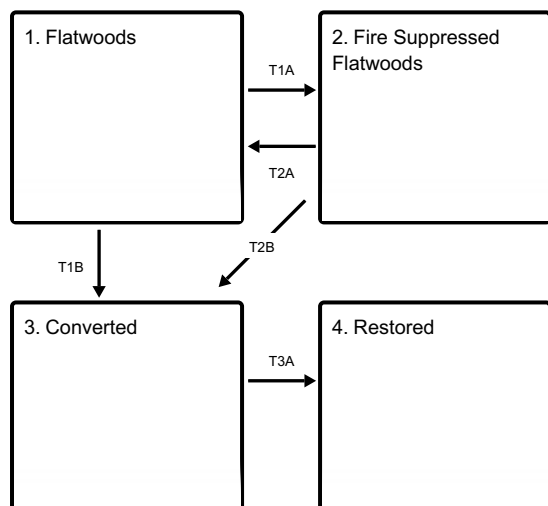 1. Flatwoods
2. Fire Suppressed
Flatwoods
T1A
T2A
T1B
T2B
3. Converted
4. Restored
T3A